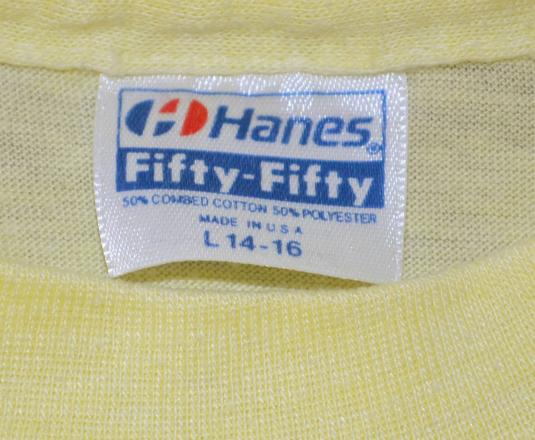 Hanes®
Fifty-Fifty
50% COMBED COTTON 50% POLYESTER
MADE IN U S A
L 14-16